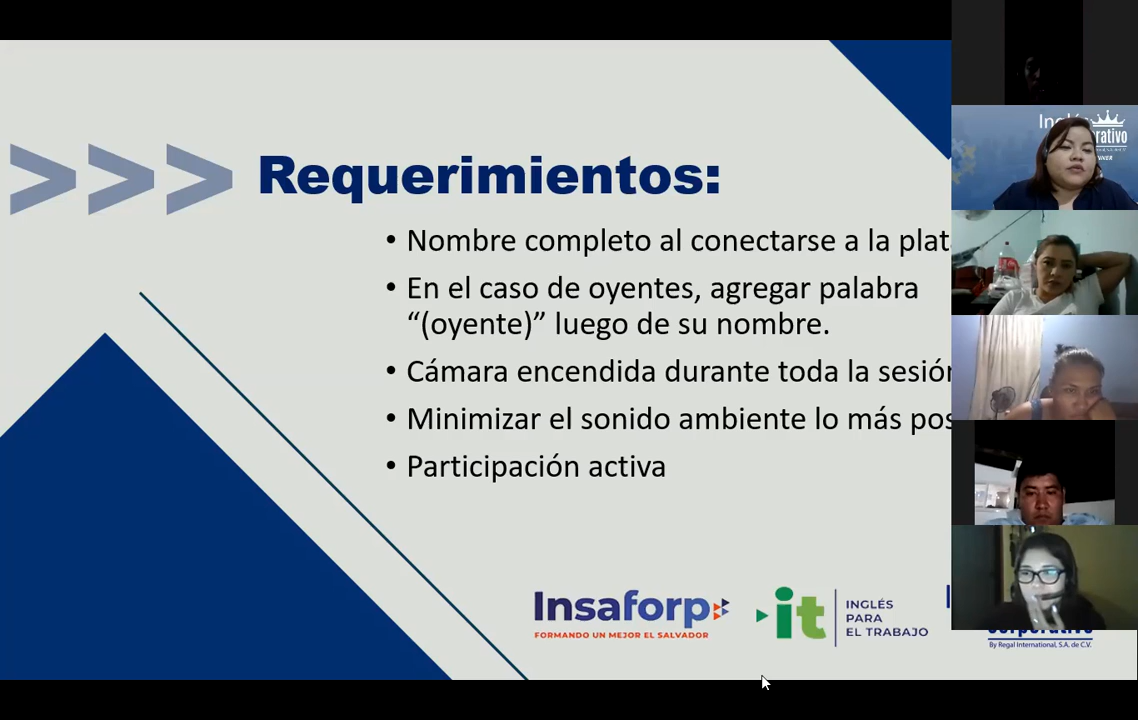 >>> Requerimientos:
• Nombre completo al conectarse a la plat
• En el caso de oyentes, agregar palabra
“(oyente)” luego de su nombre.
• Cámara encendida durante toda la sesión
• Minimizar el sonido ambiente lo más pos
• Participación activa
Insaforp
FORMANDO UN MEJOR EL SALVADOR
it
INGLÉS
PARA
EL TRABAJO
By Regal International, S.A. de C.V.